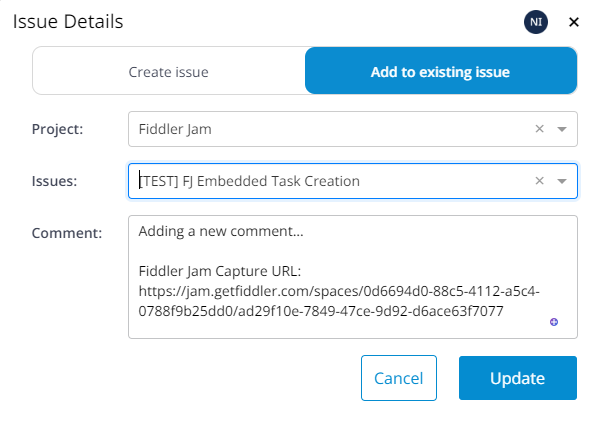 Issue Details
NI
Create issue
Add to existing issue
Project:
Fiddler Jam
Issues:
[TEST] FJ Embedded Task Creation
Comment:
Adding a new comment...
Fiddler Jam Capture URL:
https://jam.getfiddler.com/spaces/0d6694d0-88c5-4112-a5c4-
0788f9b25dd0/ad29f10e-7849-47ce-9d92-d6ace63f7077
Cancel
Update